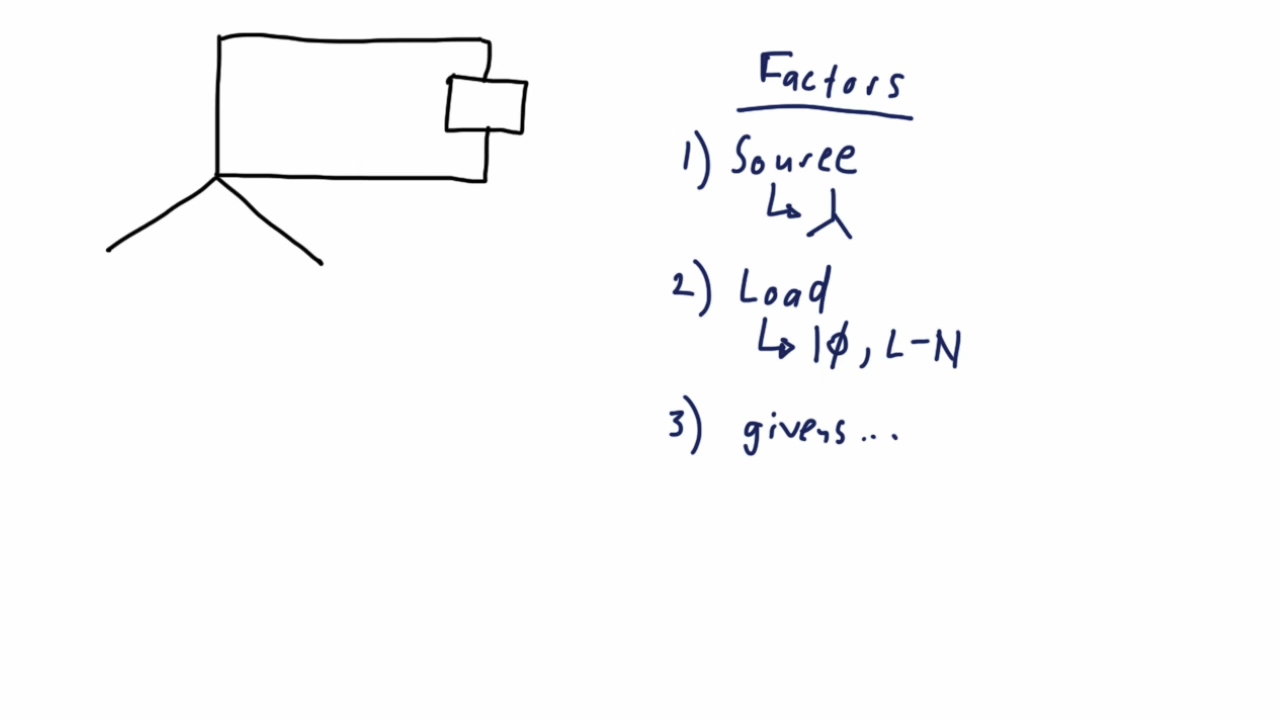 Factors
1) Source
↳ Y
2) Load
↳ 1ϕ, L-N
3) givens...